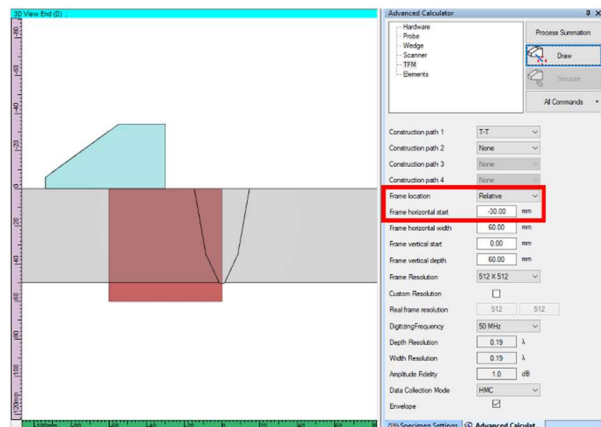 3D View End (D)
Advanced Calculator
Hardware
Probe
Wedge
Scanner
TFM
Elements
Process Summation
Draw
Simulate
All Commands
Construction path 1 T-T
Construction path 2 None
Construction path 3 None
Construction path 4 None
Frame location Relative
Frame horizontal start -30.00 mm
Frame horizontal width 60.00 mm
Frame vertical start 0.00 mm
Frame vertical depth 60.00 mm
Frame Resolution 512 X 512
Custom Resolution
Real frame resolution 512 512
DigitizingFrequency 50 MHz
Depth Resolution 0.19 λ
Width Resolution 0.19 λ
Amplitude Fidelity 1.0 dB
Data Collection Mode HMC
Envelope
Specimen Settings Advanced Calculat...